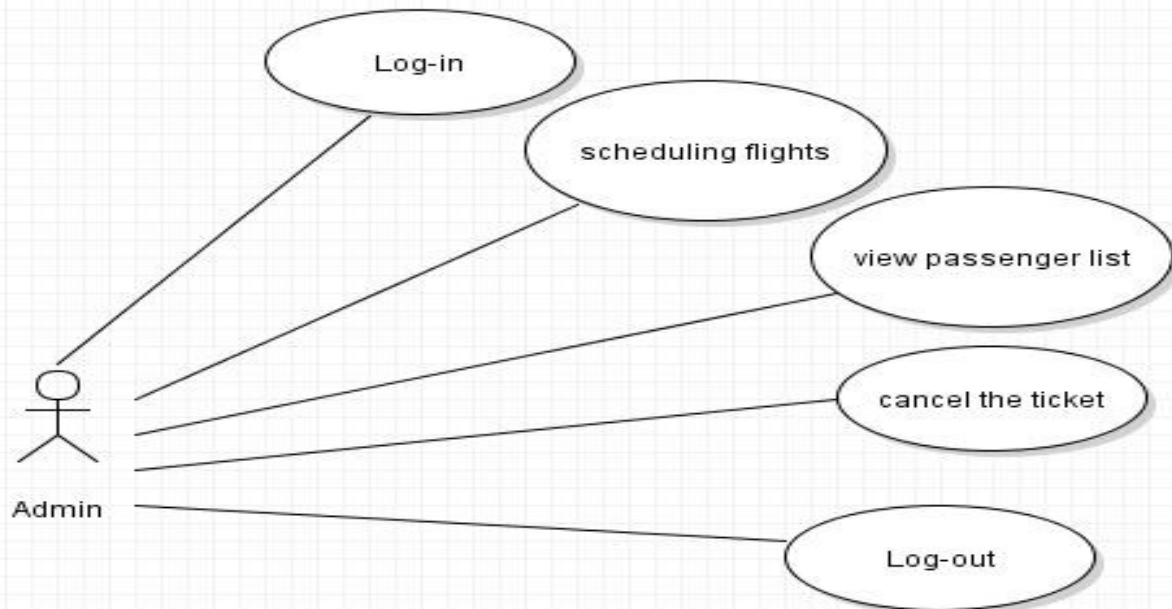 Log-in
scheduling flights
view passenger list
cancel the ticket
Admin
Log-out